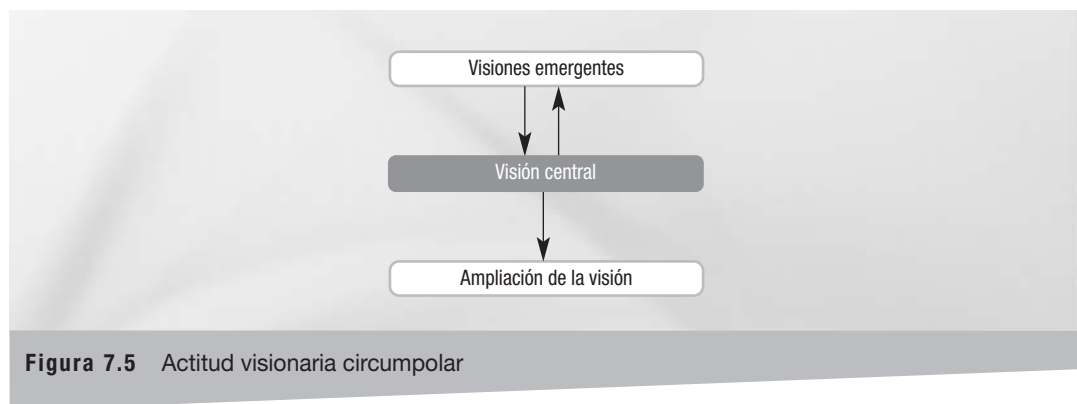 Visiones emergentes
Visión central
Ampliación de la visión
Figura 7.5 Actitud visionaria circumpolar